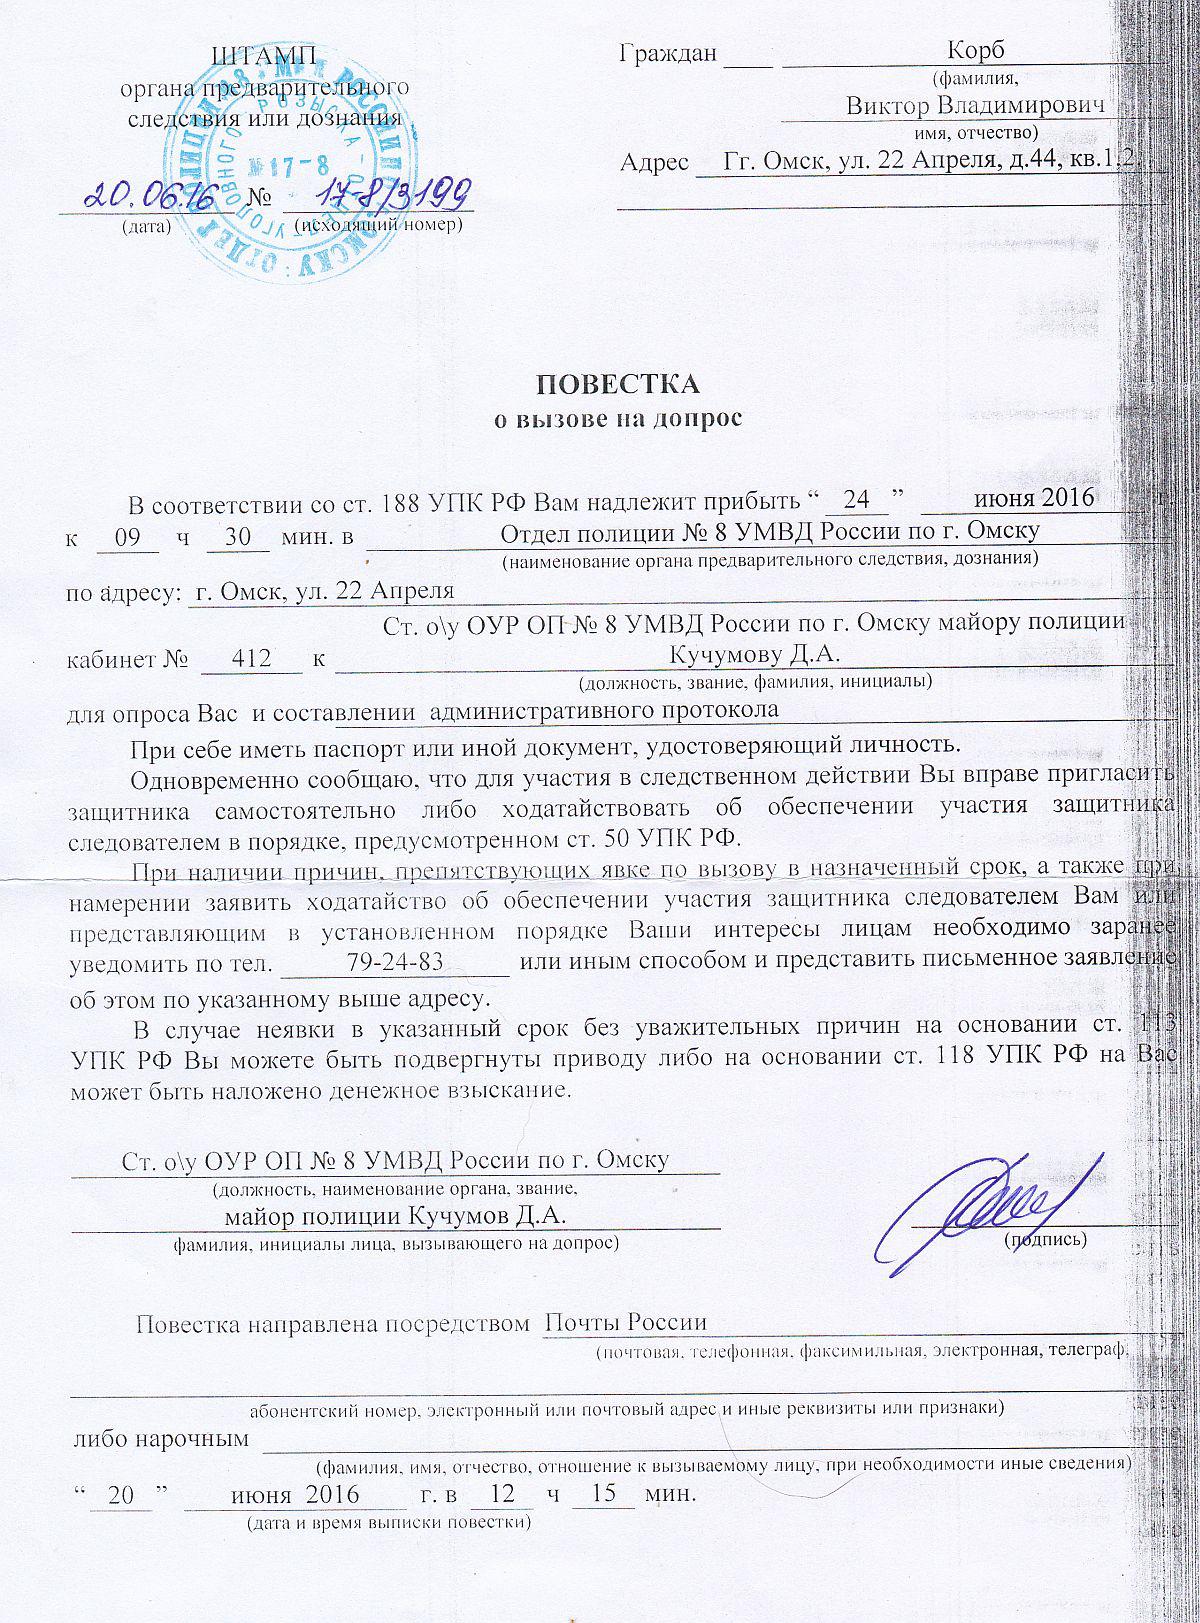 ШТАМП
органа предварительного
следствия или дознания
ОТДЕЛ ПОЛИЦИИ № 8 РОССИИ ПО ОМСКУ
УГОЛОВНОГО РОЗЫСКА
№17-8
20.06.16 № 17-8/3199
(дата) (исходящий номер)
Граждан ____ Корб
(фамилия,
Виктор Владимирович
имя, отчество)
Адрес Гг. Омск, ул. 22 Апреля, д.44, кв.1,2,
ПОВЕСТКА
о вызове на допрос
В соответствии со ст. 188 УПК РФ Вам надлежит прибыть “ 24 ” июня 2016 г.
к 09 ч 30 мин. в Отдел полиции № 8 УМВД России по г. Омску
(наименование органа предварительного следствия, дознания)
по адресу: г. Омск, ул. 22 Апреля
Ст. о\у ОУР ОП № 8 УМВД России по г. Омску майору полиции
кабинет № 412 к Кучумову Д.А.
(должность, звание, фамилия, инициалы)
для опроса Вас и составлении административного протокола
При себе иметь паспорт или иной документ, удостоверяющий личность.
Одновременно сообщаю, что для участия в следственном действии Вы вправе пригласить
защитника самостоятельно либо ходатайствовать об обеспечении участия защитника
следователем в порядке, предусмотренном ст. 50 УПК РФ.
При наличии причин, препятствующих явке по вызову в назначенный срок, а также при
намерении заявить ходатайство об обеспечении участия защитника следователем Вам или
представляющим в установленном порядке Ваши интересы лицам необходимо заранее
уведомить по тел. 79-24-83 или иным способом и представить письменное заявление
об этом по указанному выше адресу.
В случае неявки в указанный срок без уважительных причин на основании ст. 113
УПК РФ Вы можете быть подвергнуты приводу либо на основании ст. 118 УПК РФ на Вас
может быть наложено денежное взыскание.
Ст. о\у ОУР ОП № 8 УМВД России по г. Омску
(должность, наименование органа, звание,
майор полиции Кучумов Д.А.
фамилия, инициалы лица, вызывающего на допрос)
(подпись)
Повестка направлена посредством Почты России
(почтовая, телефонная, факсимильная, электронная, телеграф,
абонентский номер, электронный или почтовый адрес и иные реквизиты или признаки)
либо нарочным
(фамилия, имя, отчество, отношение к вызываемому лицу, при необходимости иные сведения)
“ 20 ” июня 2016 г. в 12 ч 15 мин.
(дата и время выписки повестки)